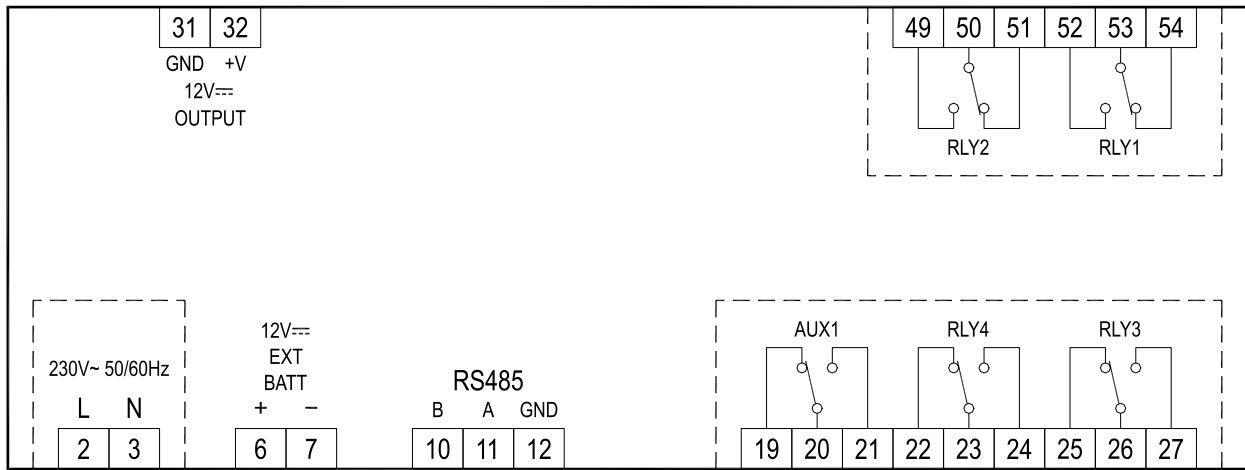 31 32 49 50 51 52 53 54
GND +V
12V⎓
OUTPUT
RLY2 RLY1
230V~ 50/60Hz
L N
2 3
12V⎓
EXT
BATT
+ −
6 7
RS485
B A GND
10 11 12
AUX1 RLY4 RLY3
19 20 21 22 23 24 25 26 27